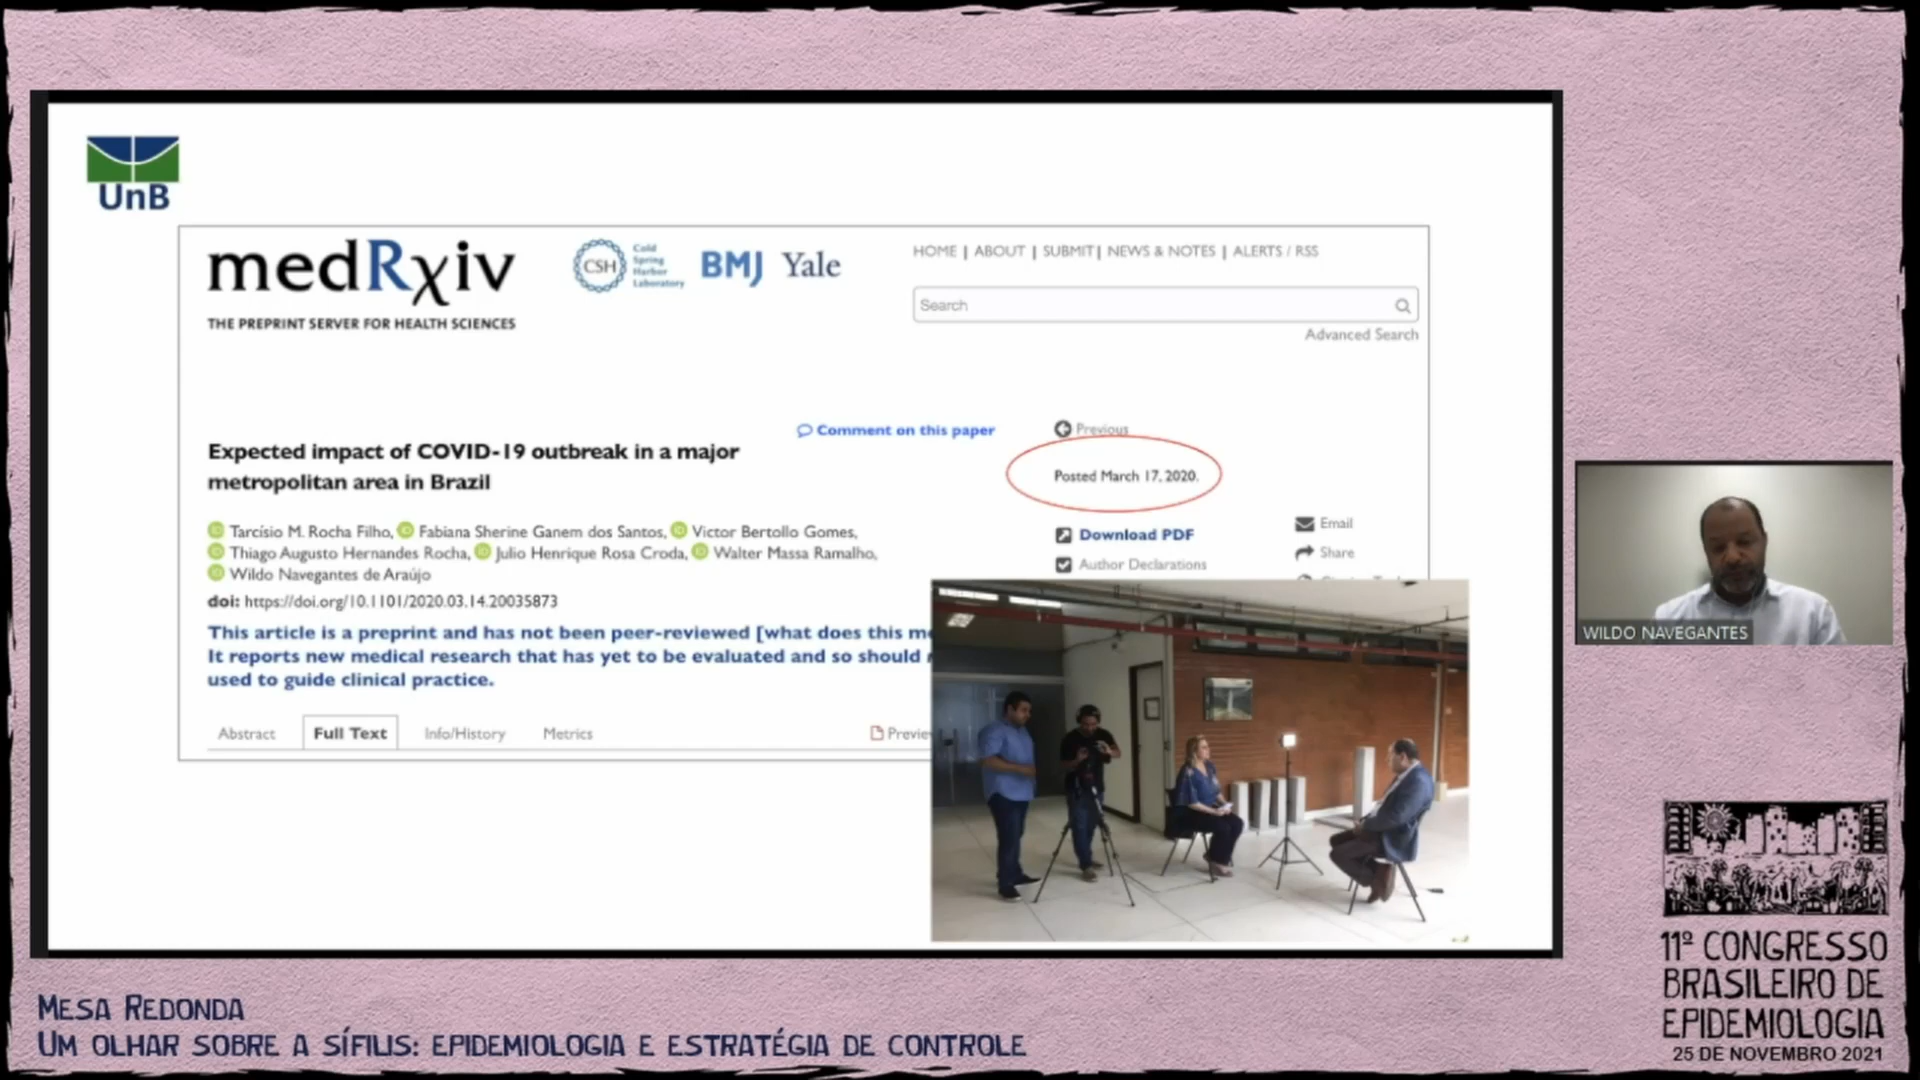 UnB
medRxiv
THE PREPRINT SERVER FOR HEALTH SCIENCES
CSH
Cold
Spring
Harbor
Laboratory
BMJ
Yale
HOME | ABOUT | SUBMIT | NEWS & NOTES | ALERTS / RSS
Search
Advanced Search
Comment on this paper
Previous
Expected impact of COVID-19 outbreak in a major
metropolitan area in Brazil
Posted March 17, 2020.
Tarcísio M. Rocha Filho, Fabiana Sherine Ganem dos Santos, Victor Bertollo Gomes,
Thiago Augusto Hernandes Rocha, Julio Henrique Rosa Croda, Walter Massa Ramalho,
Wildo Navegantes de Araújo
doi: https://doi.org/10.1101/2020.03.14.20035873
Download PDF
Author Declarations
Email
Share
This article is a preprint and has not been peer-reviewed [what does this
It reports new medical research that has yet to be evaluated and so should
used to guide clinical practice.
Abstract
Full Text
Info/History
Metrics
WILDO NAVEGANTES
MESA REDONDA
UM OLHAR SOBRE A SÍFILIS: EPIDEMIOLOGIA E ESTRATÉGIA DE CONTROLE
11º CONGRESSO
BRASILEIRO DE
EPIDEMIOLOGIA
25 DE NOVEMBRO 2021